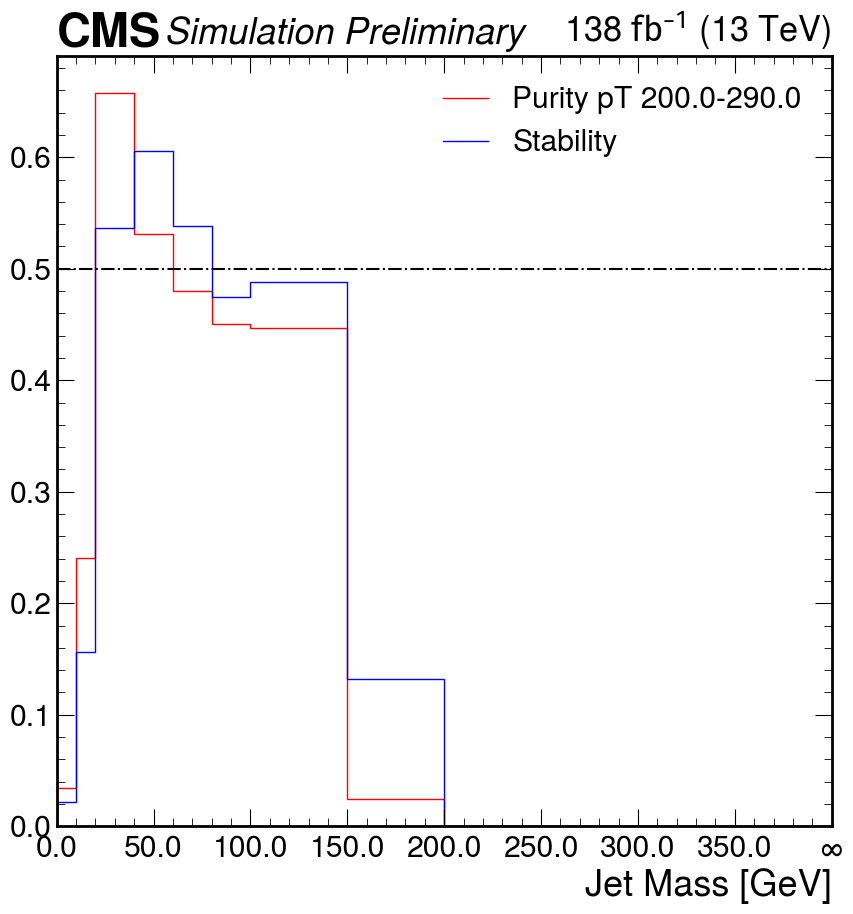 CMS Simulation Preliminary 138 fb⁻¹ (13 TeV)
Purity pT 200.0-290.0
Stability
0.6
0.5
0.4
0.3
0.2
0.1
0.0
0.0 50.0 100.0 150.0 200.0 250.0 300.0 350.0 ∞
Jet Mass [GeV]